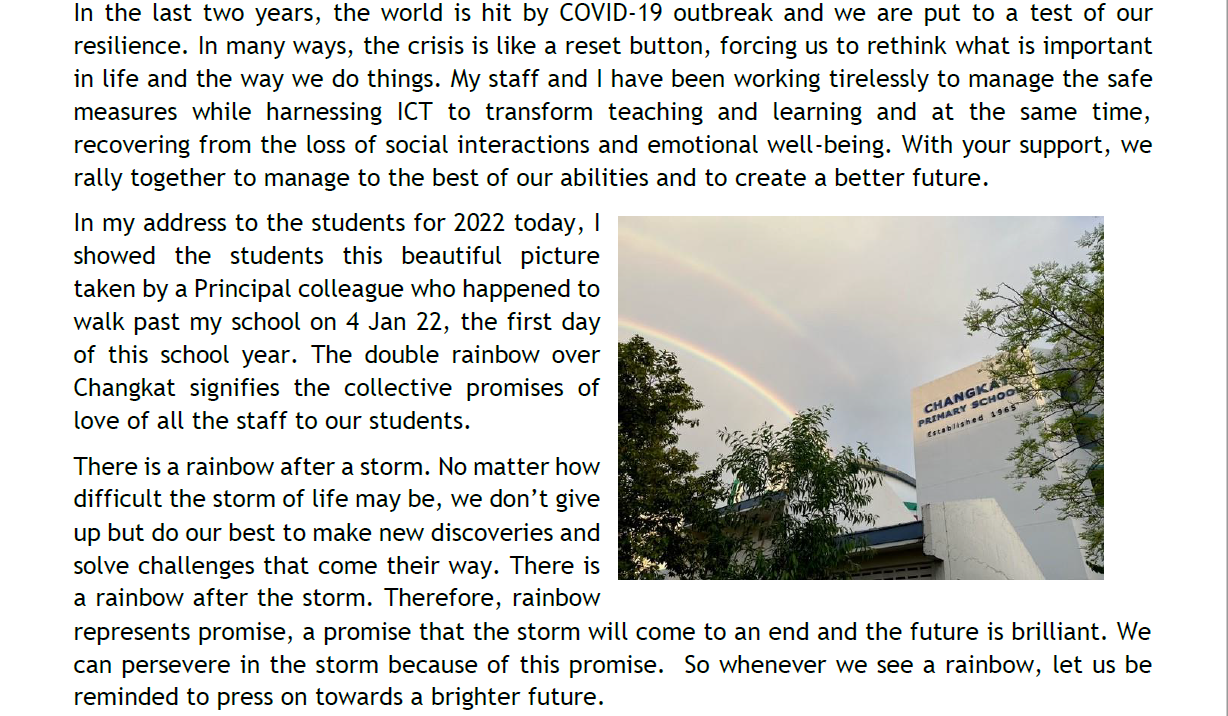 In the last two years, the world is hit by COVID-19 outbreak and we are put to a test of our
resilience. In many ways, the crisis is like a reset button, forcing us to rethink what is important
in life and the way we do things. My staff and I have been working tirelessly to manage the safe
measures while harnessing ICT to transform teaching and learning and at the same time,
recovering from the loss of social interactions and emotional well-being. With your support, we
rally together to manage to the best of our abilities and to create a better future.
In my address to the students for 2022 today, I
showed the students this beautiful picture
taken by a Principal colleague who happened to
walk past my school on 4 Jan 22, the first day
of this school year. The double rainbow over
Changkat signifies the collective promises of
love of all the staff to our students.
There is a rainbow after a storm. No matter how
difficult the storm of life may be, we don't give
up but do our best to make new discoveries and
solve challenges that come their way. There is
a rainbow after the storm. Therefore, rainbow
represents promise, a promise that the storm will come to an end and the future is brilliant. We
can persevere in the storm because of this promise. So whenever we see a rainbow, let us be
reminded to press on towards a brighter future.
CHANGKAT
PRIMARY SCHOOL
Established 1965